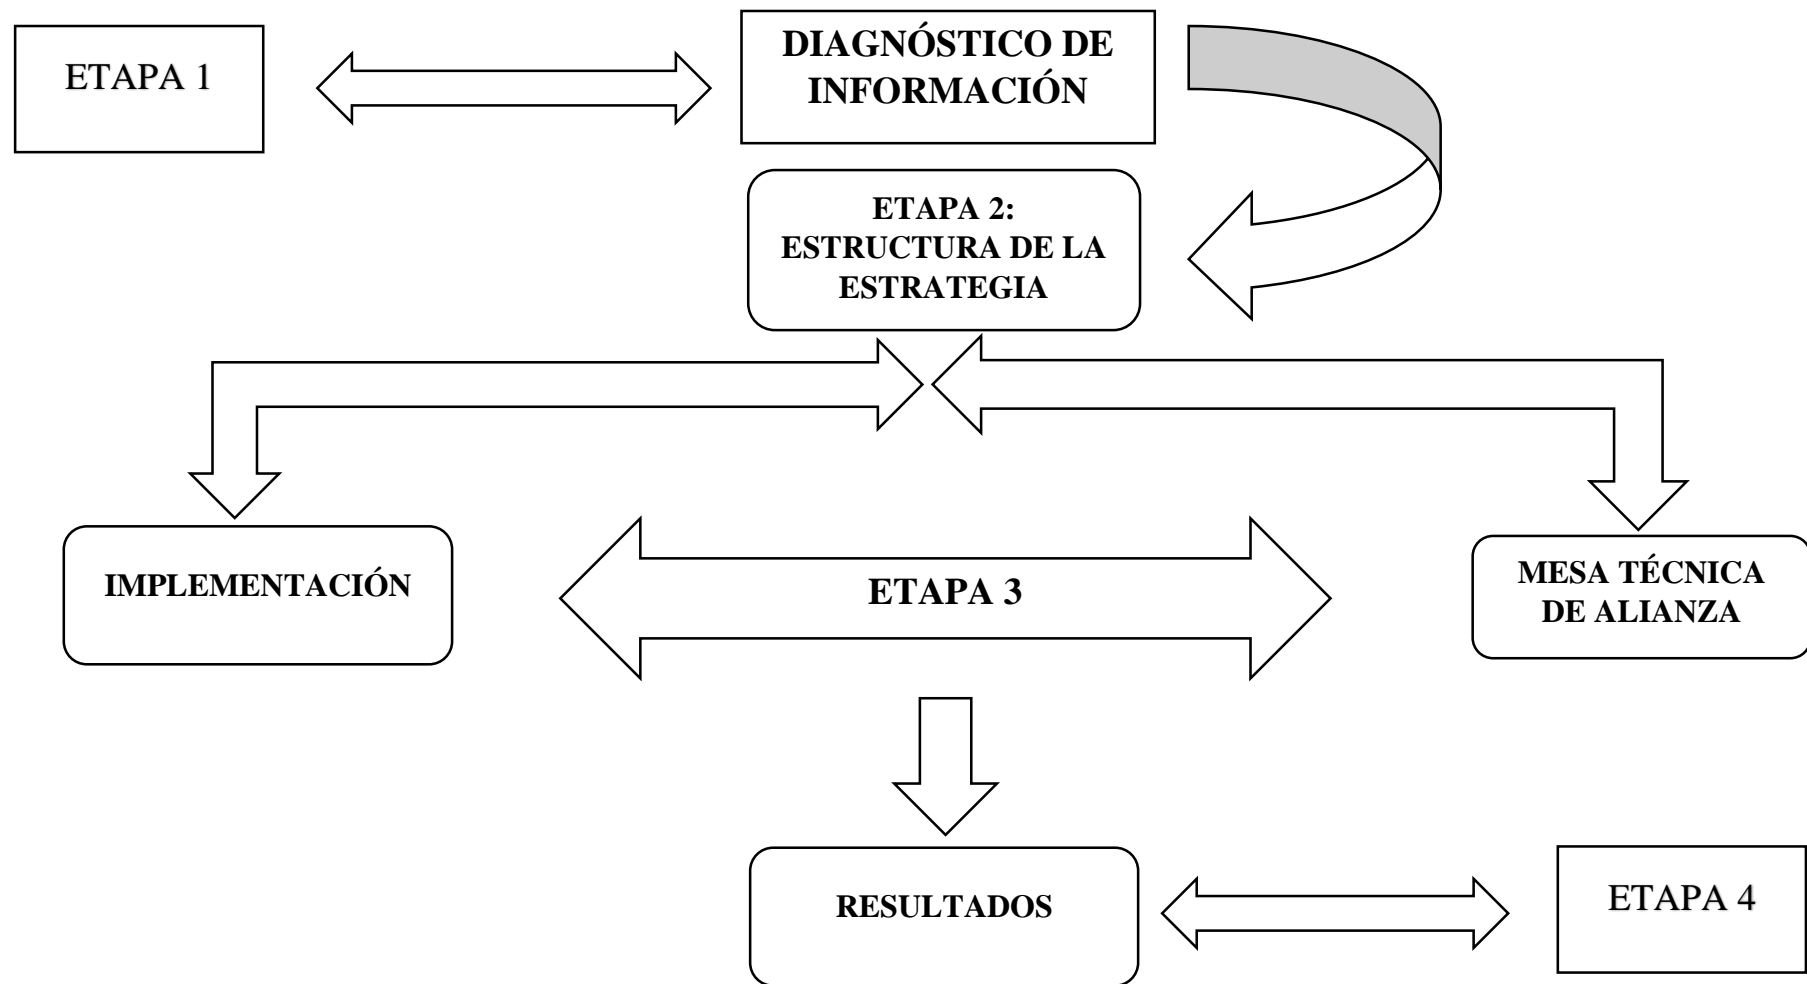 ETAPA 1
DIAGNÓSTICO DE
INFORMACIÓN
ETAPA 2:
ESTRUCTURA DE LA
ESTRATEGIA
IMPLEMENTACIÓN
ETAPA 3
MESA TÉCNICA
DE ALIANZA
RESULTADOS
ETAPA 4